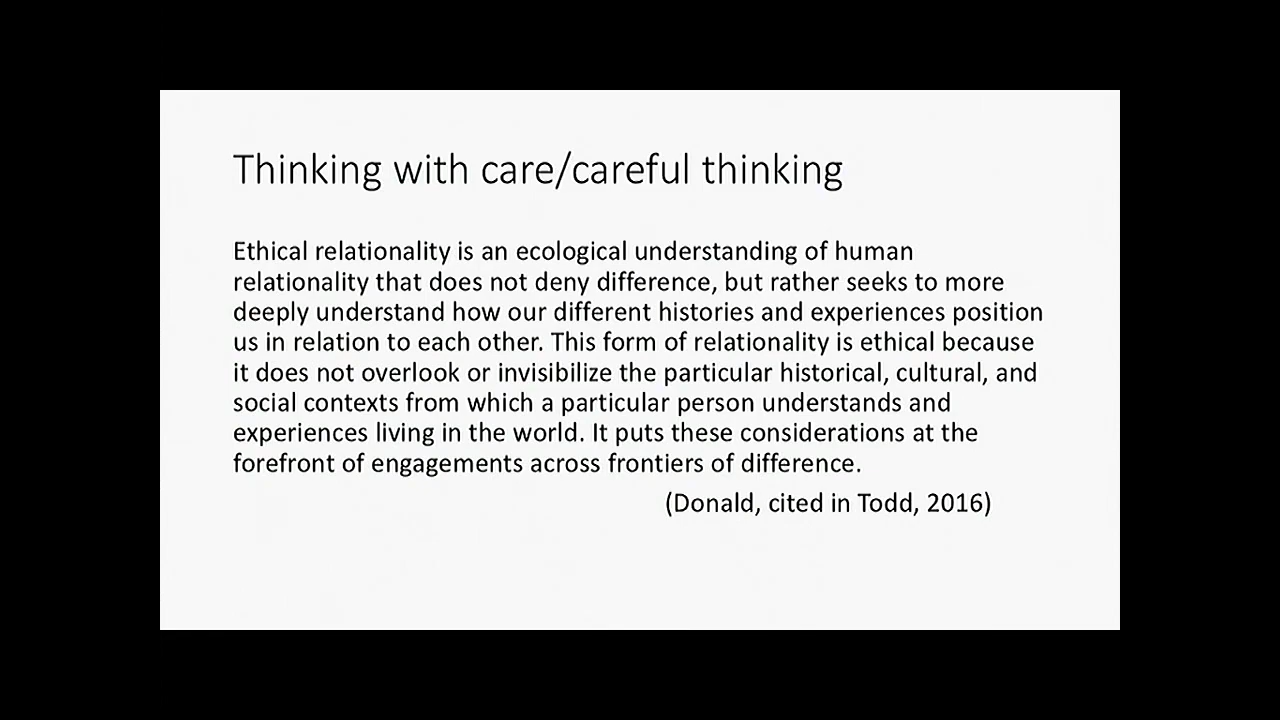 Thinking with care/careful thinking
Ethical relationality is an ecological understanding of human
relationality that does not deny difference, but rather seeks to more
deeply understand how our different histories and experiences position
us in relation to each other. This form of relationality is ethical because
it does not overlook or invisibilize the particular historical, cultural, and
social contexts from which a particular person understands and
experiences living in the world. It puts these considerations at the
forefront of engagements across frontiers of difference.
(Donald, cited in Todd, 2016)